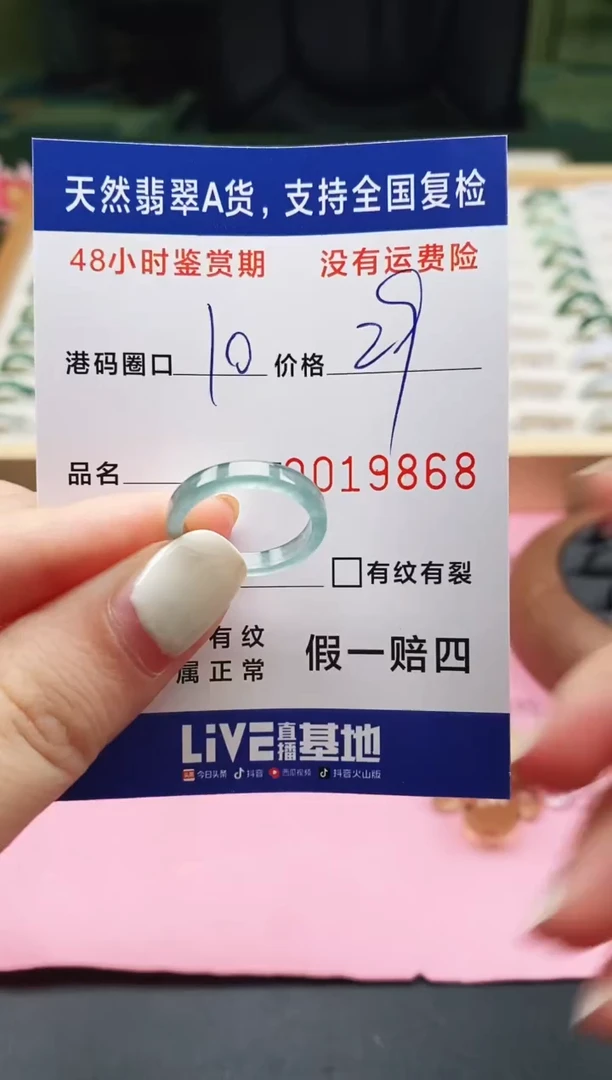 天然翡翠A货，支持全国复检
48小时鉴赏期 没有运费险
港码圈口 10 价格 29
品名 019868
□有纹有裂
有纹
属正常 假一赔四
LiVE直播基地
今日头条 抖音 西瓜视频 抖音火山版